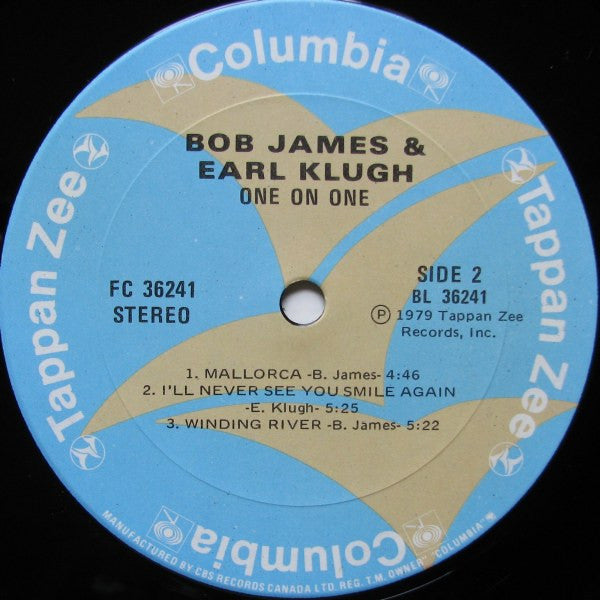 Columbia
BOB JAMES &
EARL KLUGH
ONE ON ONE
Tappan Zee
Tappan Zee
FC 36241
STEREO
SIDE 2
BL 36241
Ⓟ 1979 Tappan Zee
Records, Inc.
1. MALLORCA -B. James- 4:46
2. I'LL NEVER SEE YOU SMILE AGAIN
-E. Klugh- 5:25
3. WINDING RIVER -B. James- 5:22
Columbia
MANUFACTURED BY CBS RECORDS CANADA LTD. REG. T.M. OWNER "COLUMBIA"